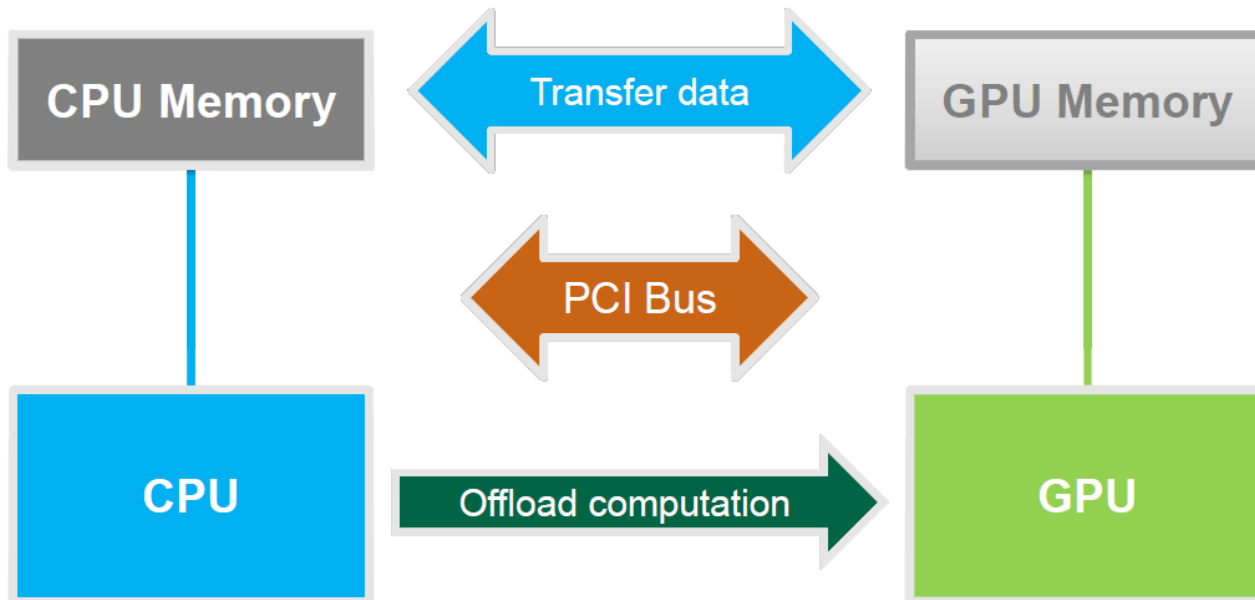 CPU Memory
Transfer data
GPU Memory
PCI Bus
CPU
Offload computation
GPU